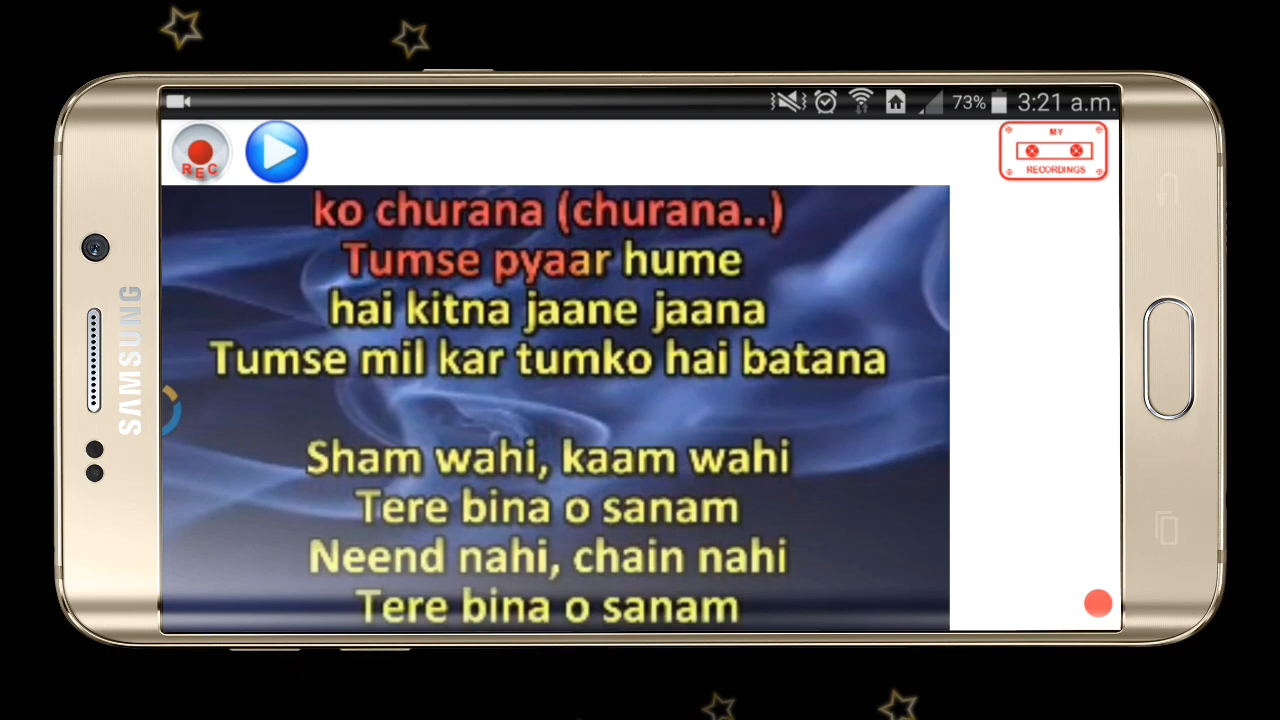 73% 3:21 a.m.
REC
MY
RECORDINGS
SAMSUNG
ko churana (churana..)
Tumse pyaar hume
hai kitna jaane jaana
Tumse mil kar tumko hai batana
Sham wahi, kaam wahi
Tere bina o sanam
Neend nahi, chain nahi
Tere bina o sanam